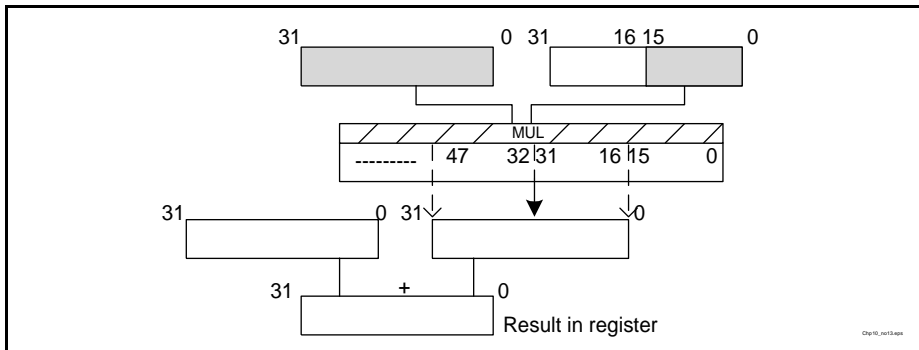 31 0 31 16 15 0
MUL
--------- 47 32 31 16 15 0
31 0 31 0
31 + 0
Result in register
Chp10_no13.eps